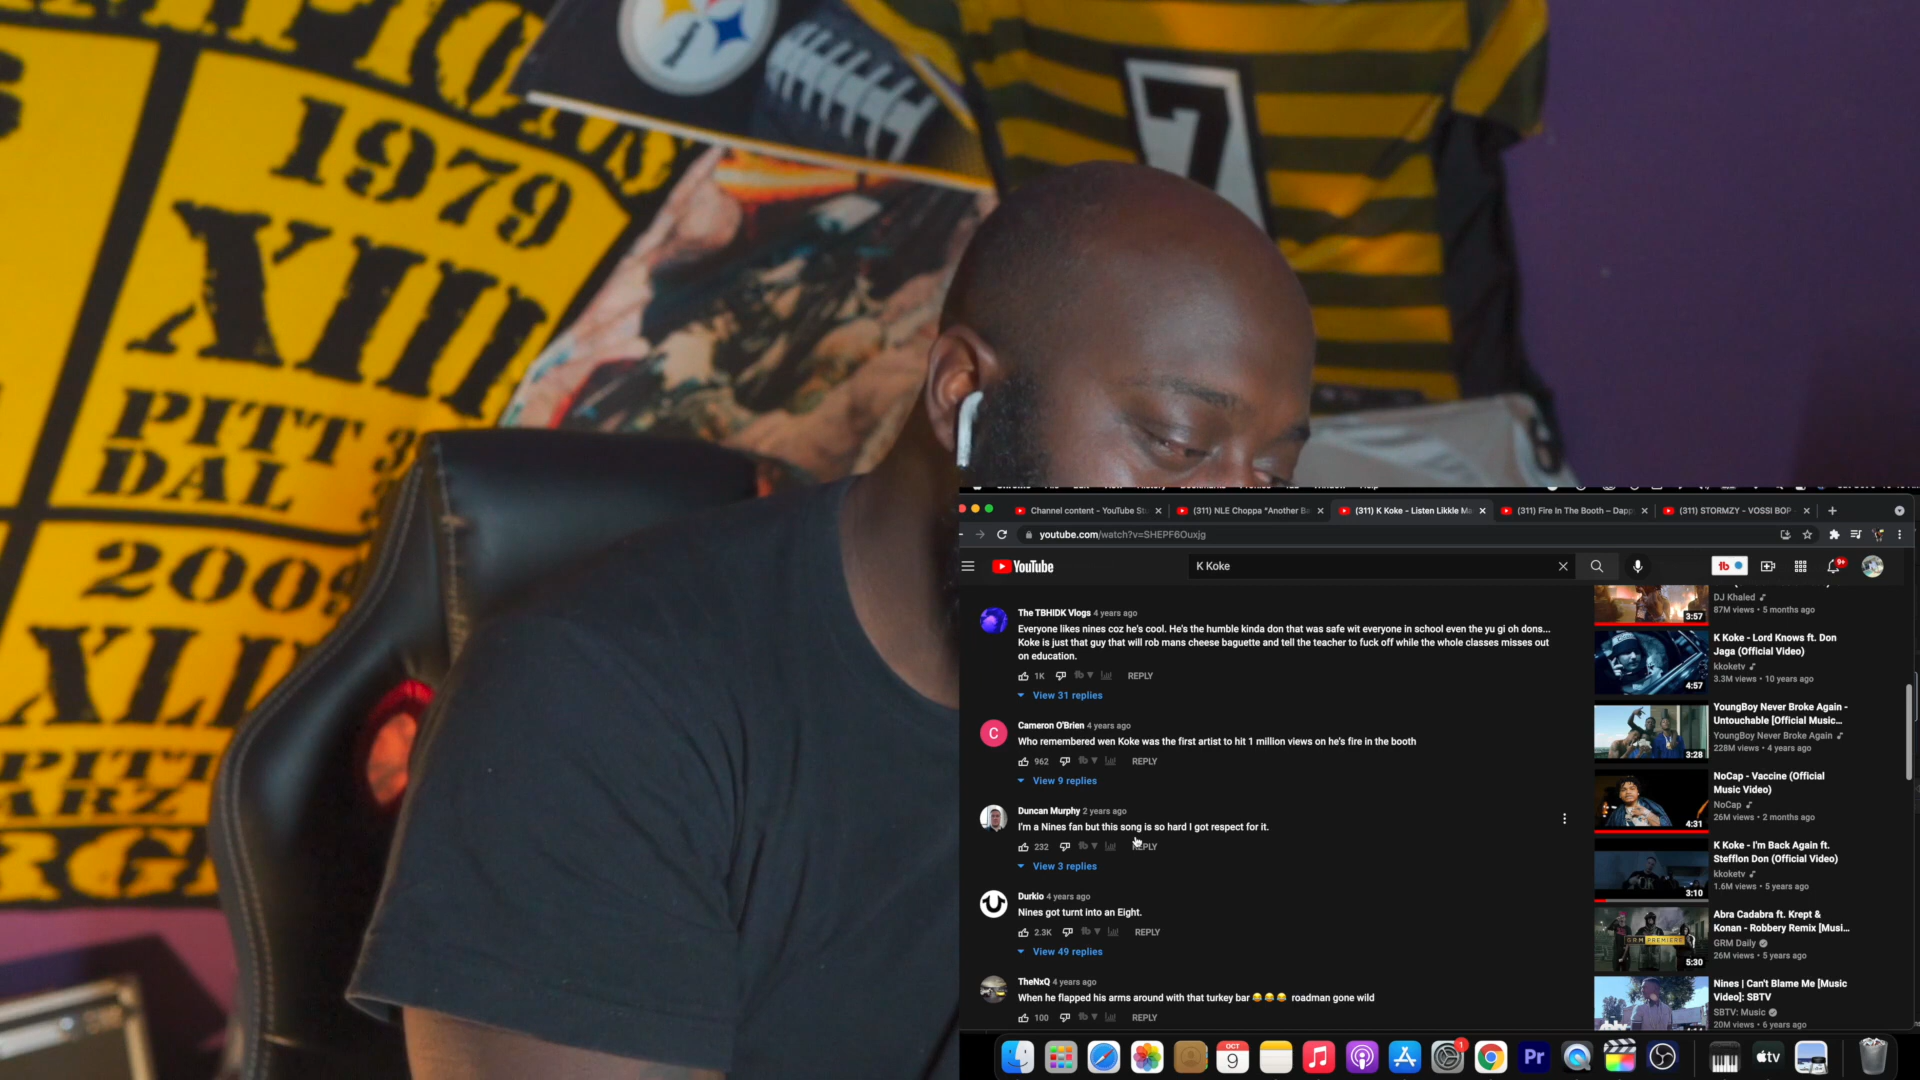 1979
XIII
PITT 3
DAL
2009
7
Channel content - YouTube St
(311) NLE Choppa "Another B
(311) K Koke - Listen Likkle M
(311) Fire In The Booth – Dapp
(311) STORMZY - VOSSI BOP
youtube.com/watch?v=SHEPF6Ouxjg
YouTube
K Koke
9+
The TBHIDK Vlogs 4 years ago
Everyone likes nines coz he's cool. He's the humble kinda don that was safe wit everyone in school even the yu gi oh dons...
Koke is just that guy that will rob mans cheese baguette and tell the teacher to fuck off while the whole classes misses out
on education.
1K REPLY
View 31 replies
C
Cameron O'Brien 4 years ago
Who remembered wen Koke was the first artist to hit 1 million views on he's fire in the booth
962 REPLY
View 9 replies
Duncan Murphy 2 years ago
I'm a Nines fan but this song is so hard I got respect for it.
232 REPLY
View 3 replies
Durkio 4 years ago
Nines got turnt into an Eight.
2.3K REPLY
View 49 replies
TheNxQ 4 years ago
When he flapped his arms around with that turkey bar 😂😂😂 roadman gone wild
100 REPLY
3:57
DJ Khaled
87M views • 5 months ago
4:57
K Koke - Lord Knows ft. Don
Jaga (Official Video)
kkoketv
3.3M views • 10 years ago
3:28
YoungBoy Never Broke Again -
Untouchable [Official Music...
YoungBoy Never Broke Again
228M views • 4 years ago
4:31
NoCap - Vaccine (Official
Music Video)
NoCap
26M views • 2 months ago
3:10
K Koke - I'm Back Again ft.
Stefflon Don (Official Video)
kkoketv
1.6M views • 5 years ago
GRM PREMIERE
5:30
Abra Cadabra ft. Krept &
Konan - Robbery Remix [Musi...
GRM Daily
26M views • 5 years ago
Nines | Can't Blame Me [Music
Video]: SBTV
SBTV: Music
20M views • 6 years ago
OCT
9
1
Pr
tv